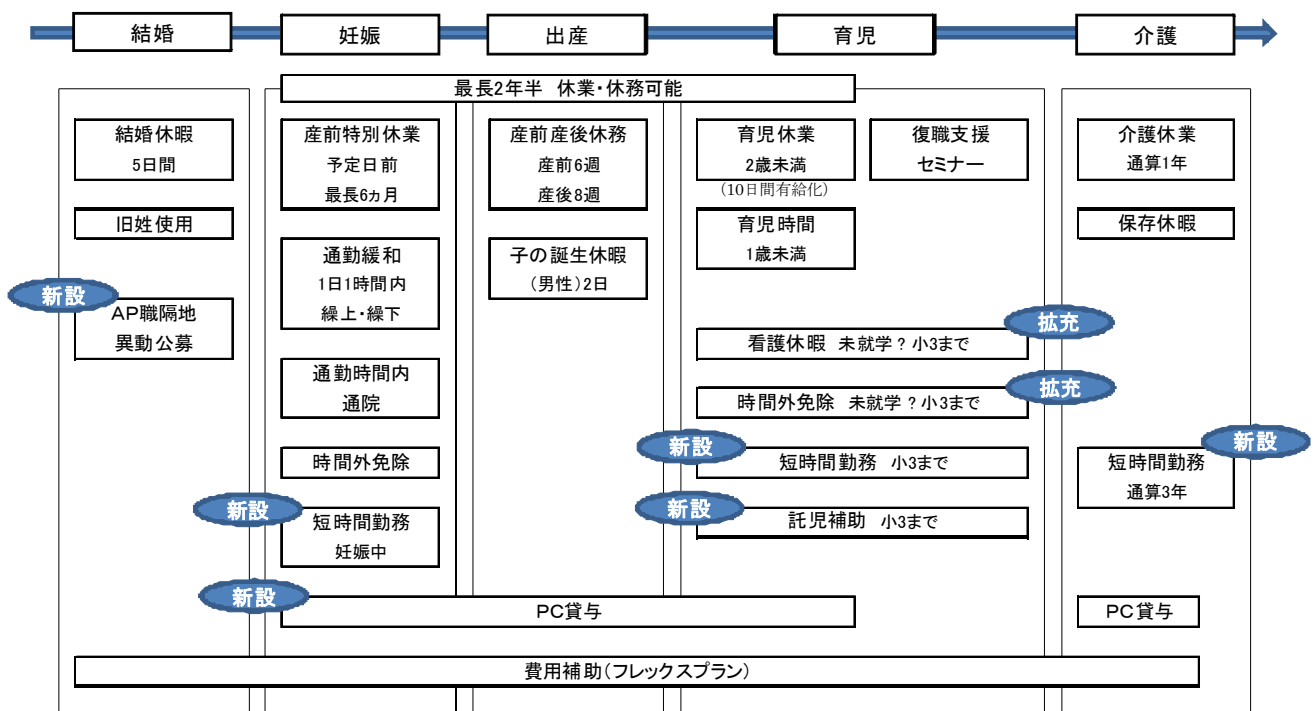 結婚
妊娠
出産
育児
介護
最長2年半 休業・休務可能
結婚休暇
5日間
旧姓使用
新設
AP職隔地
異動公募
産前特別休業
予定日前
最長6ヵ月
通勤緩和
1日1時間内
繰上・繰下
通勤時間内
通院
時間外免除
新設
短時間勤務
妊娠中
産前産後休務
産前6週
産後8週
子の誕生休暇
(男性)2日
育児休業
2歳未満
(10日間有給化)
復職支援
セミナー
育児時間
1歳未満
拡充
看護休暇 未就学?小3まで
拡充
時間外免除 未就学?小3まで
新設
短時間勤務 小3まで
新設
託児補助 小3まで
介護休業
通算1年
保存休暇
新設
短時間勤務
通算3年
新設
PC貸与
PC貸与
費用補助(フレックスプラン)